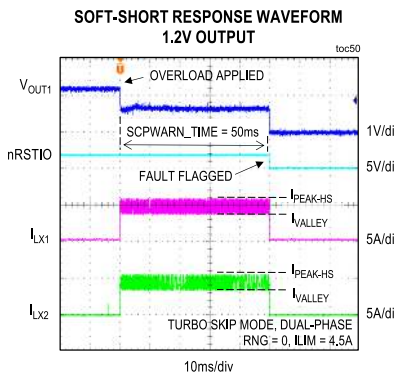 SOFT-SHORT RESPONSE WAVEFORM
1.2V OUTPUT
toc50
OVERLOAD APPLIED
VOUT1
1V/di
SCPWARN_TIME = 50ms
nRSTIO
5V/di
FAULT FLAGGED
IPEAK-HS
IVALLEY
ILX1
5A/di
IPEAK-HS
IVALLEY
ILX2
5A/di
TURBO SKIP MODE, DUAL-PHASE
RNG = 0, ILIM = 4.5A
10ms/div